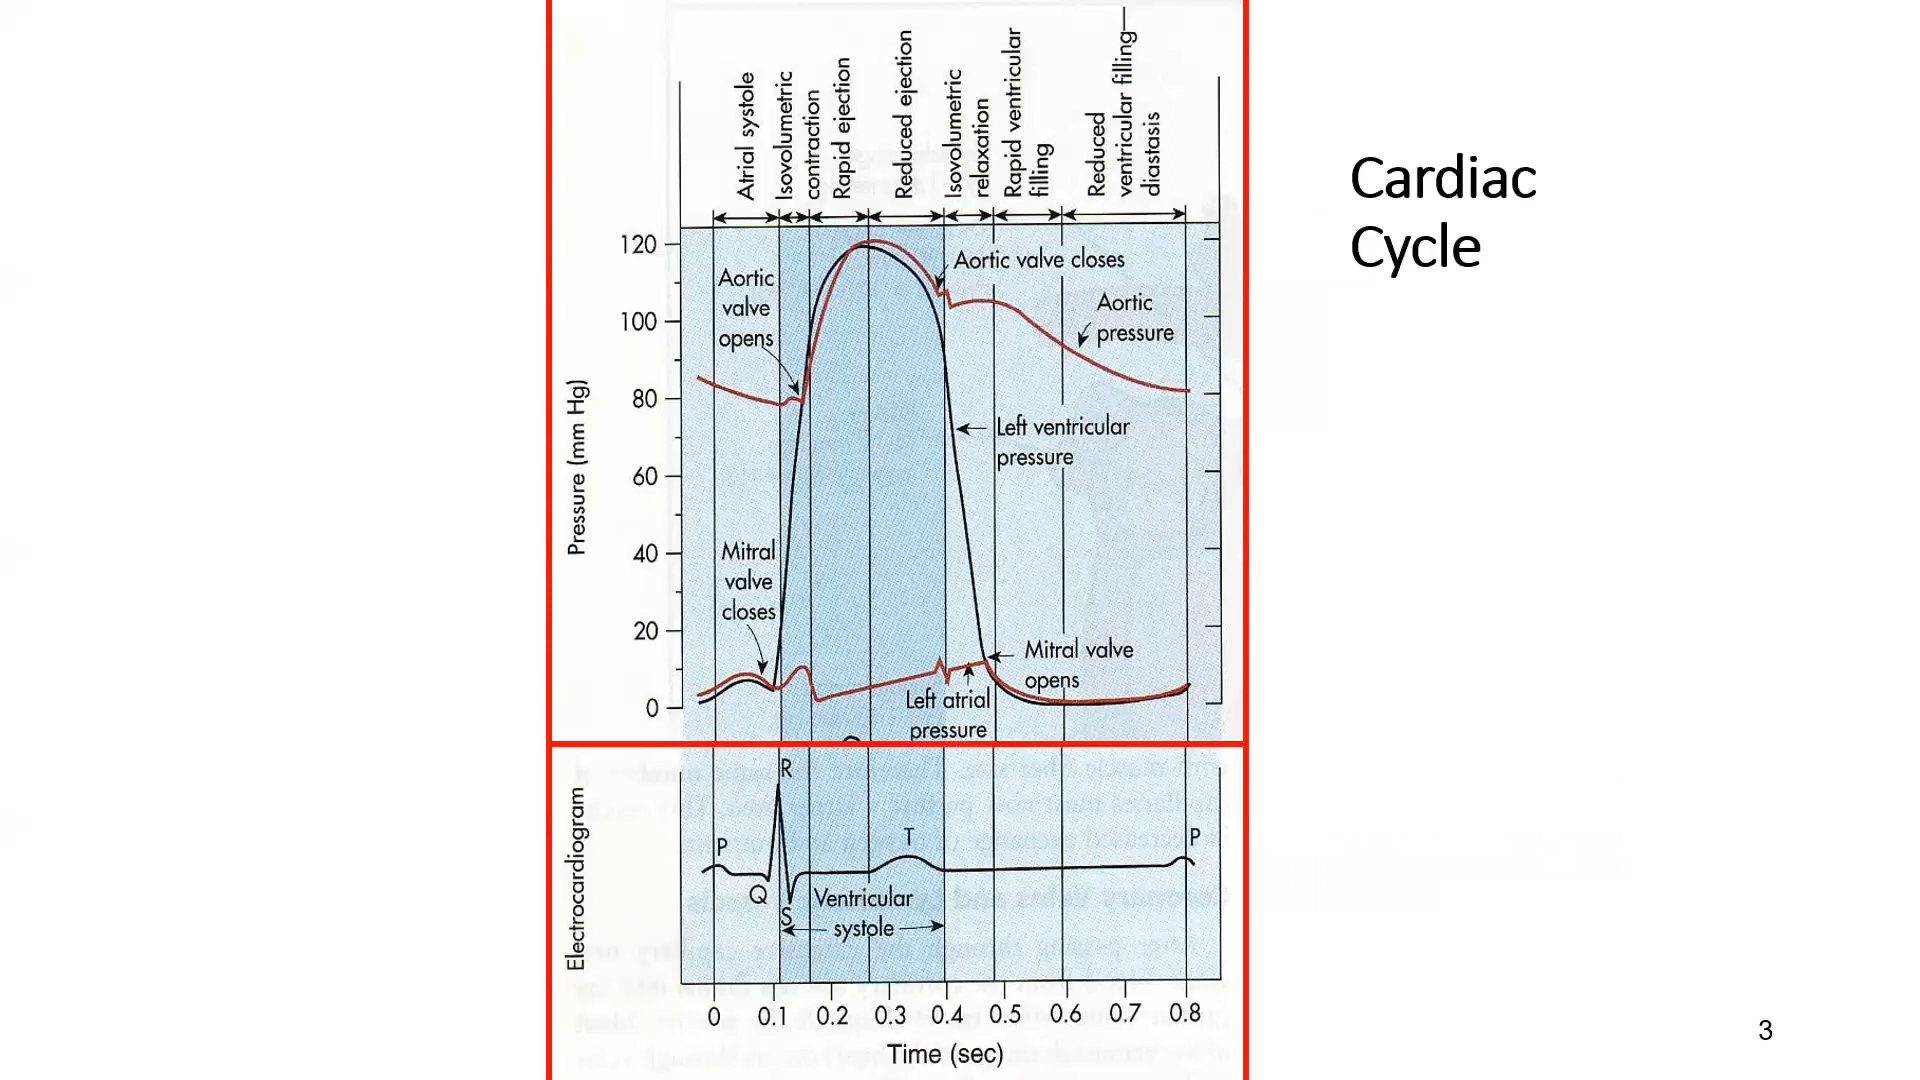 Cardiac
Cycle
Atrial systole
Isovolumetric
contraction
Rapid ejection
Reduced ejection
Isovolumetric
relaxation
Rapid ventricular
filling
Reduced
ventricular filling—
diastasis
Pressure (mm Hg)
120
100
80
60
40
20
0
Aortic
valve
opens
Aortic valve closes
Aortic
pressure
Left ventricular
pressure
Mitral
valve
closes
Mitral valve
opens
Left atrial
pressure
Electrocardiogram
P
Q
R
S
T
P
Ventricular
systole
0 0.1 0.2 0.3 0.4 0.5 0.6 0.7 0.8
Time (sec)
3